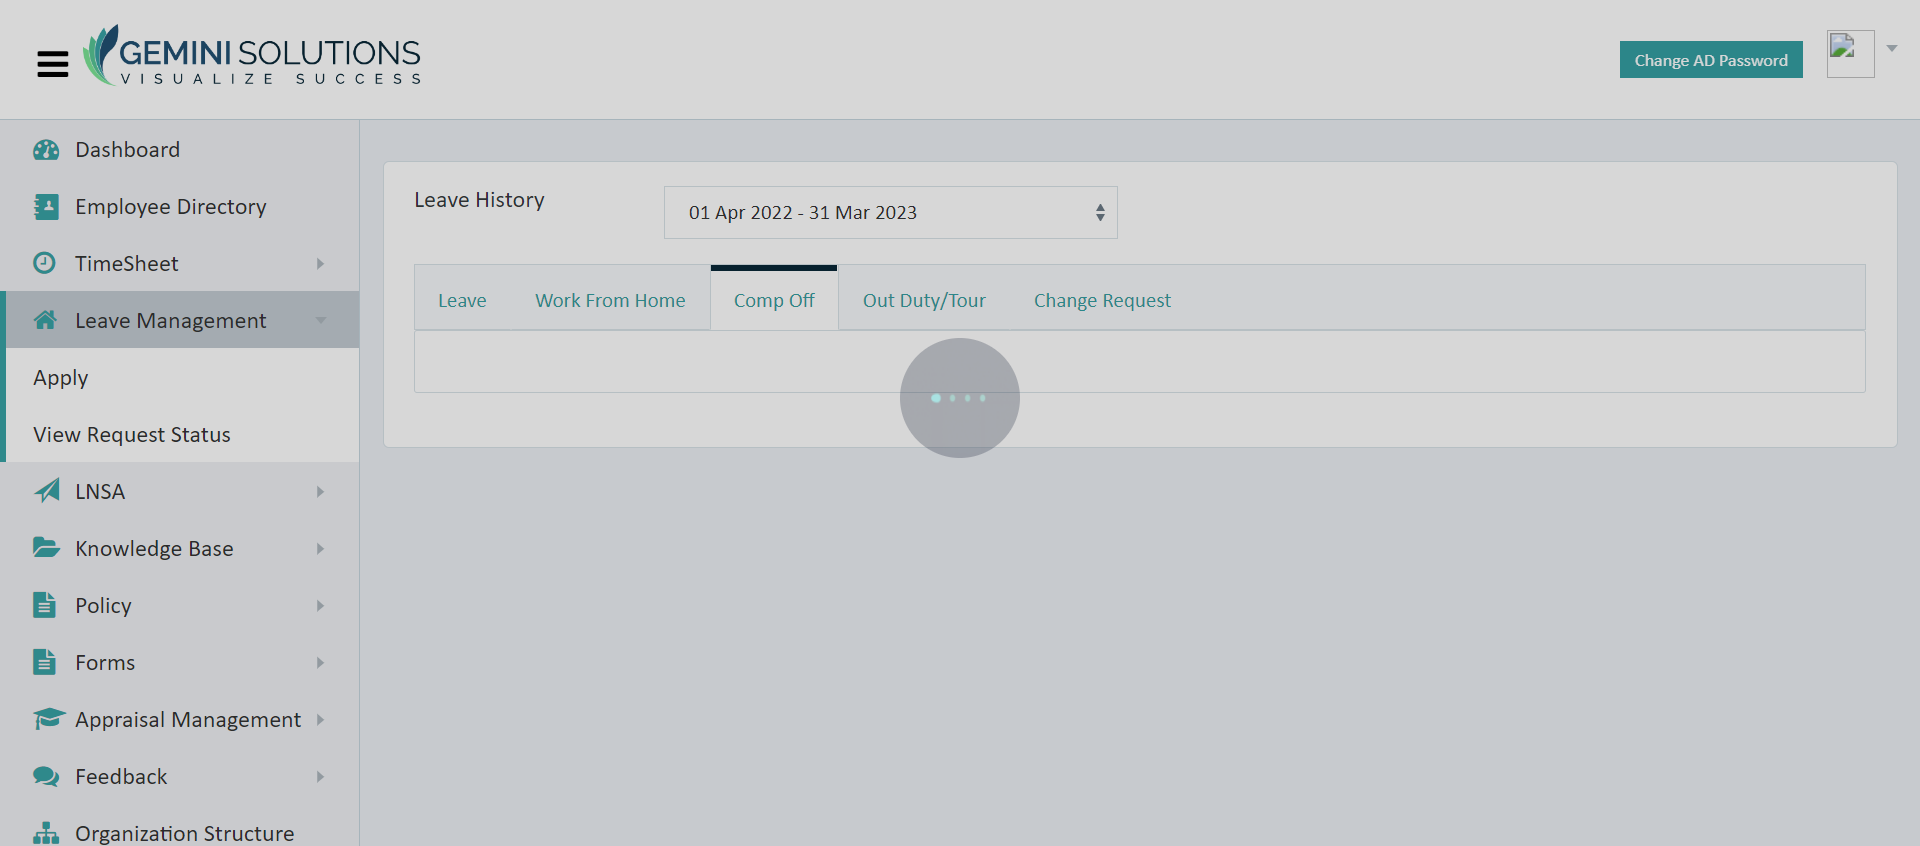 GEMINI SOLUTIONS
VISUALIZE SUCCESS
Change AD Password
Dashboard
Employee Directory
TimeSheet
Leave Management
Apply
View Request Status
LNSA
Knowledge Base
Policy
Forms
Appraisal Management
Feedback
Organization Structure
Leave History
01 Apr 2022 - 31 Mar 2023
Leave
Work From Home
Comp Off
Out Duty/Tour
Change Request